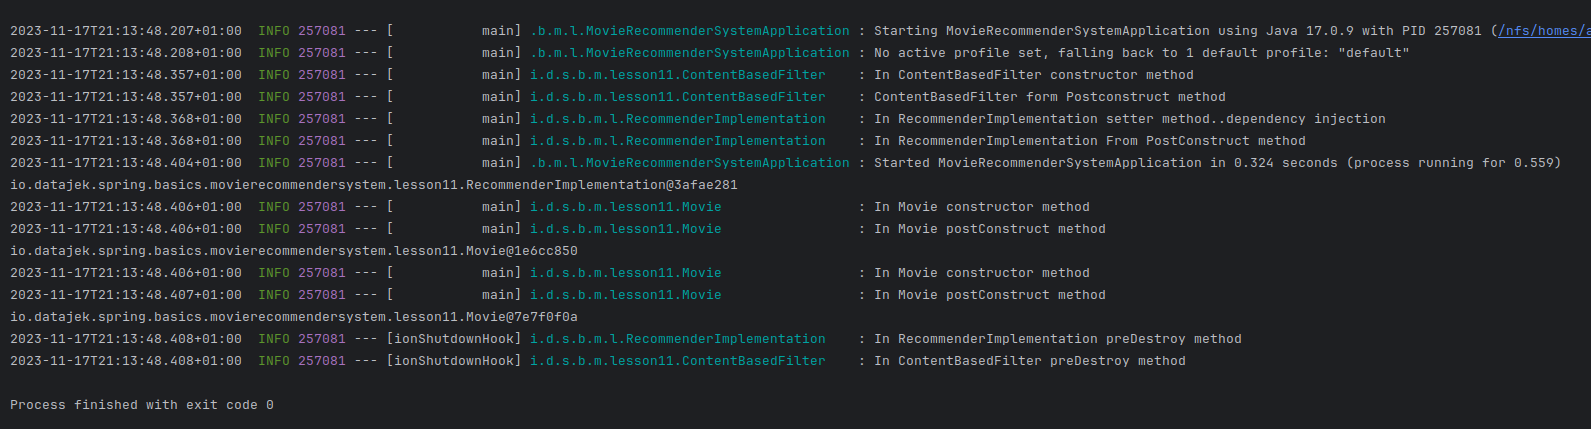 2023-11-17T21:13:48.207+01:00  INFO 257081 --- [           main] .b.m.l.MovieRecommenderSystemApplication : Starting MovieRecommenderSystemApplication using Java 17.0.9 with PID 257081 (/nfs/homes/a
2023-11-17T21:13:48.208+01:00  INFO 257081 --- [           main] .b.m.l.MovieRecommenderSystemApplication : No active profile set, falling back to 1 default profile: "default"
2023-11-17T21:13:48.357+01:00  INFO 257081 --- [           main] i.d.s.b.m.lesson11.ContentBasedFilter    : In ContentBasedFilter constructor method
2023-11-17T21:13:48.357+01:00  INFO 257081 --- [           main] i.d.s.b.m.lesson11.ContentBasedFilter    : ContentBasedFilter form Postconstruct method
2023-11-17T21:13:48.368+01:00  INFO 257081 --- [           main] i.d.s.b.m.l.RecommenderImplementation    : In RecommenderImplementation setter method..dependency injection
2023-11-17T21:13:48.368+01:00  INFO 257081 --- [           main] i.d.s.b.m.l.RecommenderImplementation    : In RecommenderImplementation From PostConstruct method
2023-11-17T21:13:48.404+01:00  INFO 257081 --- [           main] .b.m.l.MovieRecommenderSystemApplication : Started MovieRecommenderSystemApplication in 0.324 seconds (process running for 0.559)
io.datajek.spring.basics.movierecommendersystem.lesson11.RecommenderImplementation@3afae281
2023-11-17T21:13:48.406+01:00  INFO 257081 --- [           main] i.d.s.b.m.lesson11.Movie                 : In Movie constructor method
2023-11-17T21:13:48.406+01:00  INFO 257081 --- [           main] i.d.s.b.m.lesson11.Movie                 : In Movie postConstruct method
io.datajek.spring.basics.movierecommendersystem.lesson11.Movie@1e6cc850
2023-11-17T21:13:48.406+01:00  INFO 257081 --- [           main] i.d.s.b.m.lesson11.Movie                 : In Movie constructor method
2023-11-17T21:13:48.407+01:00  INFO 257081 --- [           main] i.d.s.b.m.lesson11.Movie                 : In Movie postConstruct method
io.datajek.spring.basics.movierecommendersystem.lesson11.Movie@7e7f0f0a
2023-11-17T21:13:48.408+01:00  INFO 257081 --- [ionShutdownHook] i.d.s.b.m.l.RecommenderImplementation    : In RecommenderImplementation preDestroy method
2023-11-17T21:13:48.408+01:00  INFO 257081 --- [ionShutdownHook] i.d.s.b.m.lesson11.ContentBasedFilter    : In ContentBasedFilter preDestroy method
Process finished with exit code 0